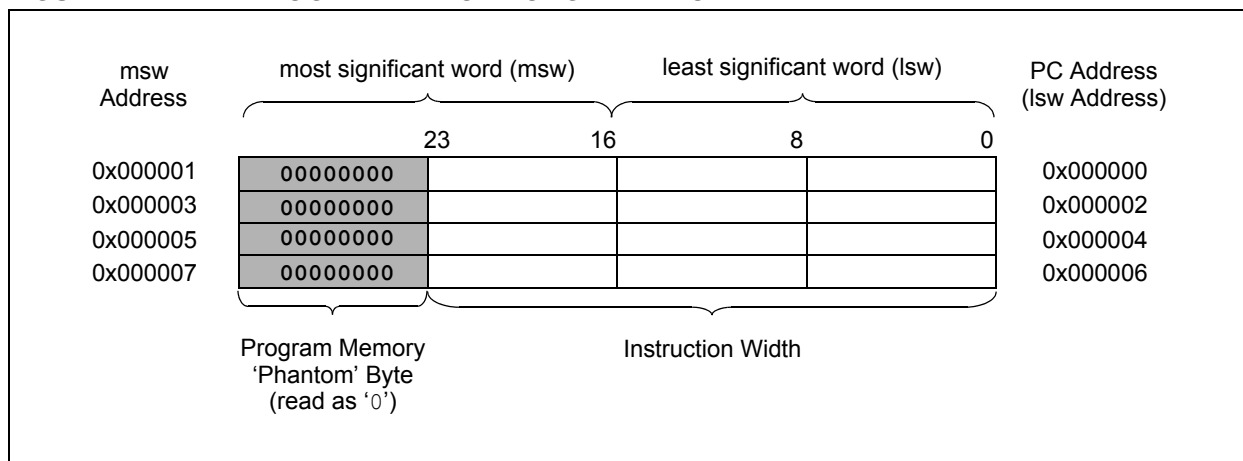 msw
Address
most significant word (msw)
least significant word (lsw)
PC Address
(lsw Address)
23
16
8
0
0x000001
00000000
0x000000
0x000003
00000000
0x000002
0x000005
00000000
0x000004
0x000007
00000000
0x000006
Program Memory
‘Phantom’ Byte
(read as ‘0’)
Instruction Width